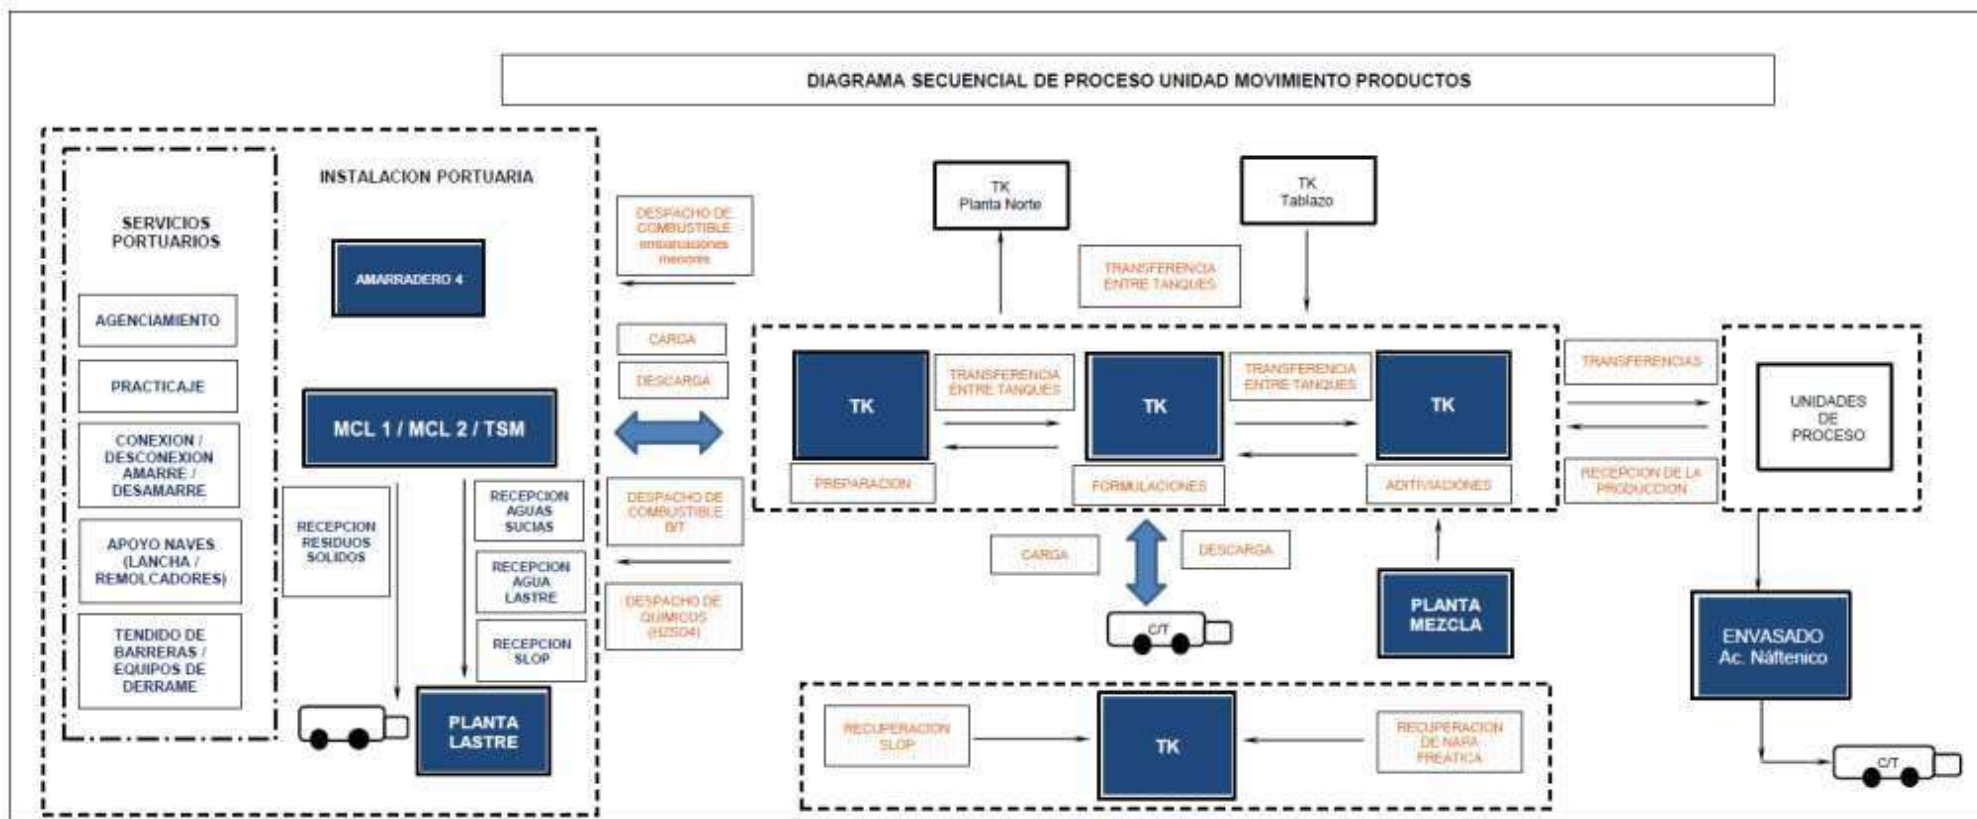 DIAGRAMA SECUENCIAL DE PROCESO UNIDAD MOVIMIENTO PRODUCTOS
SERVICIOS
PORTUARIOS
AGENCIAMIENTO
PRACTICAJE
CONEXION /
DESCONEXION
AMARRE /
DESAMARRE
APOYO NAVES
(LANCHA /
REMOLCADORES)
TENDIDO DE
BARRERAS /
EQUIPOS DE
DERRAME
INSTALACION PORTUARIA
AMARRADERO 4
MCL 1 / MCL 2 / TSM
RECEPCION
RESIDUOS
SOLIDOS
RECEPCION
AGUAS
SUCIAS
RECEPCION
AGUA
LASTRE
RECEPCION
SLOP
PLANTA
LASTRE
DESPACHO DE
COMBUSTIBLE
embarcaciones
menores
CARGA
DESCARGA
DESPACHO DE
COMBUSTIBLE
B/T
DESPACHO DE
QUIMICOS
(H2SO4)
TK
Planta Norte
TRANSFERENCIA
ENTRE TANQUES
TK
Tablazo
TK
PREPARACION
TRANSFERENCIA
ENTRE TANQUES
TK
FORMULACIONES
TRANSFERENCIA
ENTRE TANQUES
TK
ADITIVIACIONES
CARGA
DESCARGA
C/T
PLANTA
MEZCLA
RECUPERACION
SLOP
TK
RECUPERACION
DE NAPA
FREATICA
TRANSFERENCIAS
RECEPCION DE LA
PRODUCCION
UNIDADES
DE
PROCESO
ENVASADO
Ac. Náftenico
C/T